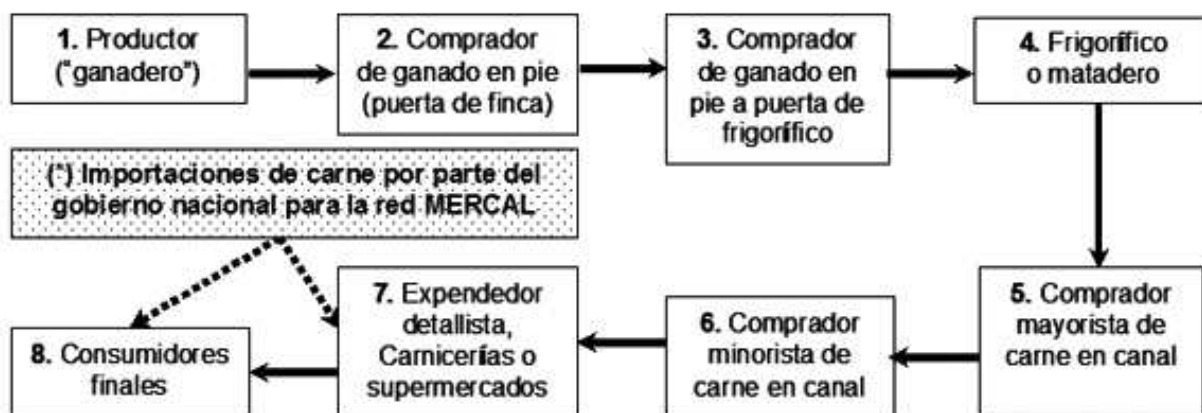 1. Productor
("ganadero")
2. Comprador
de ganado en pie
(puerta de finca)
3. Comprador
de ganado en
pie a puerta de
frigorífico
4. Frigorífico
o matadero
(*) Importaciones de carne por parte del
gobierno nacional para la red MERCAL
5. Comprador
mayorista de
carne en canal
6. Comprador
minorista de
carne en canal
7. Expendedor
detallista,
Carnicerías o
supermercados
8. Consumidores
finales